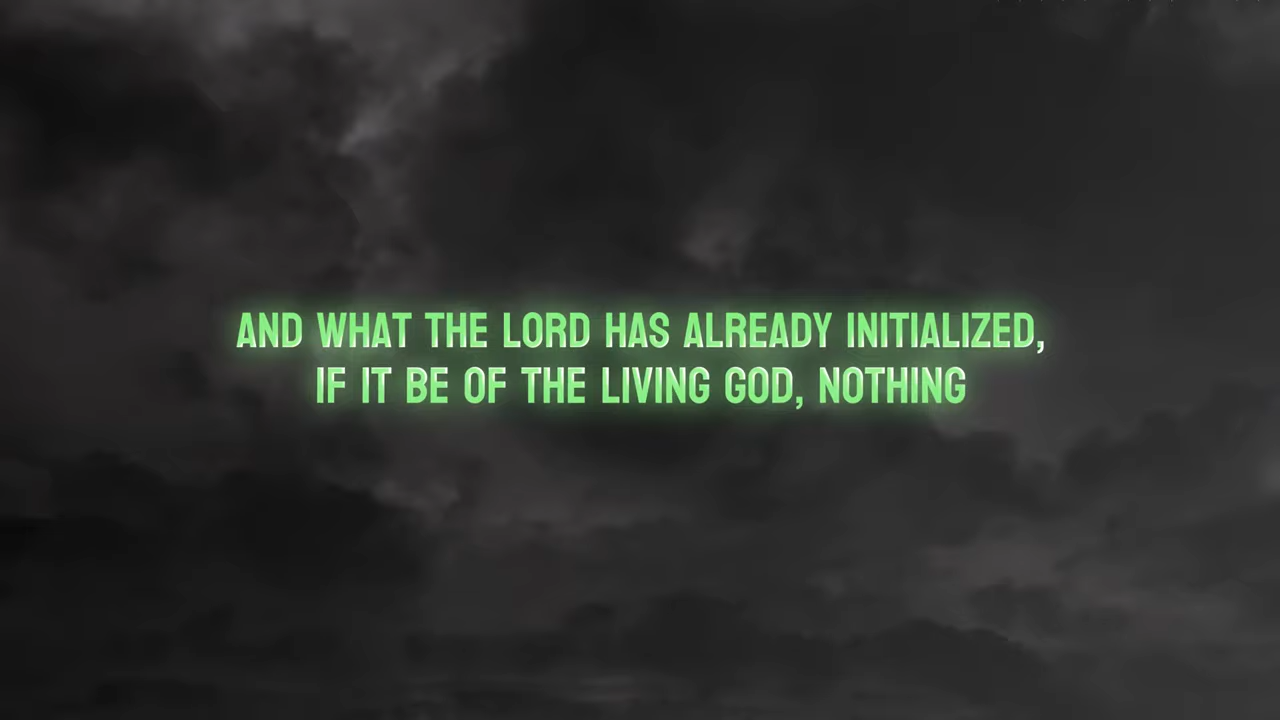 AND WHAT THE LORD HAS ALREADY INITIALIZED,
IF IT BE OF THE LIVING GOD, NOTHING